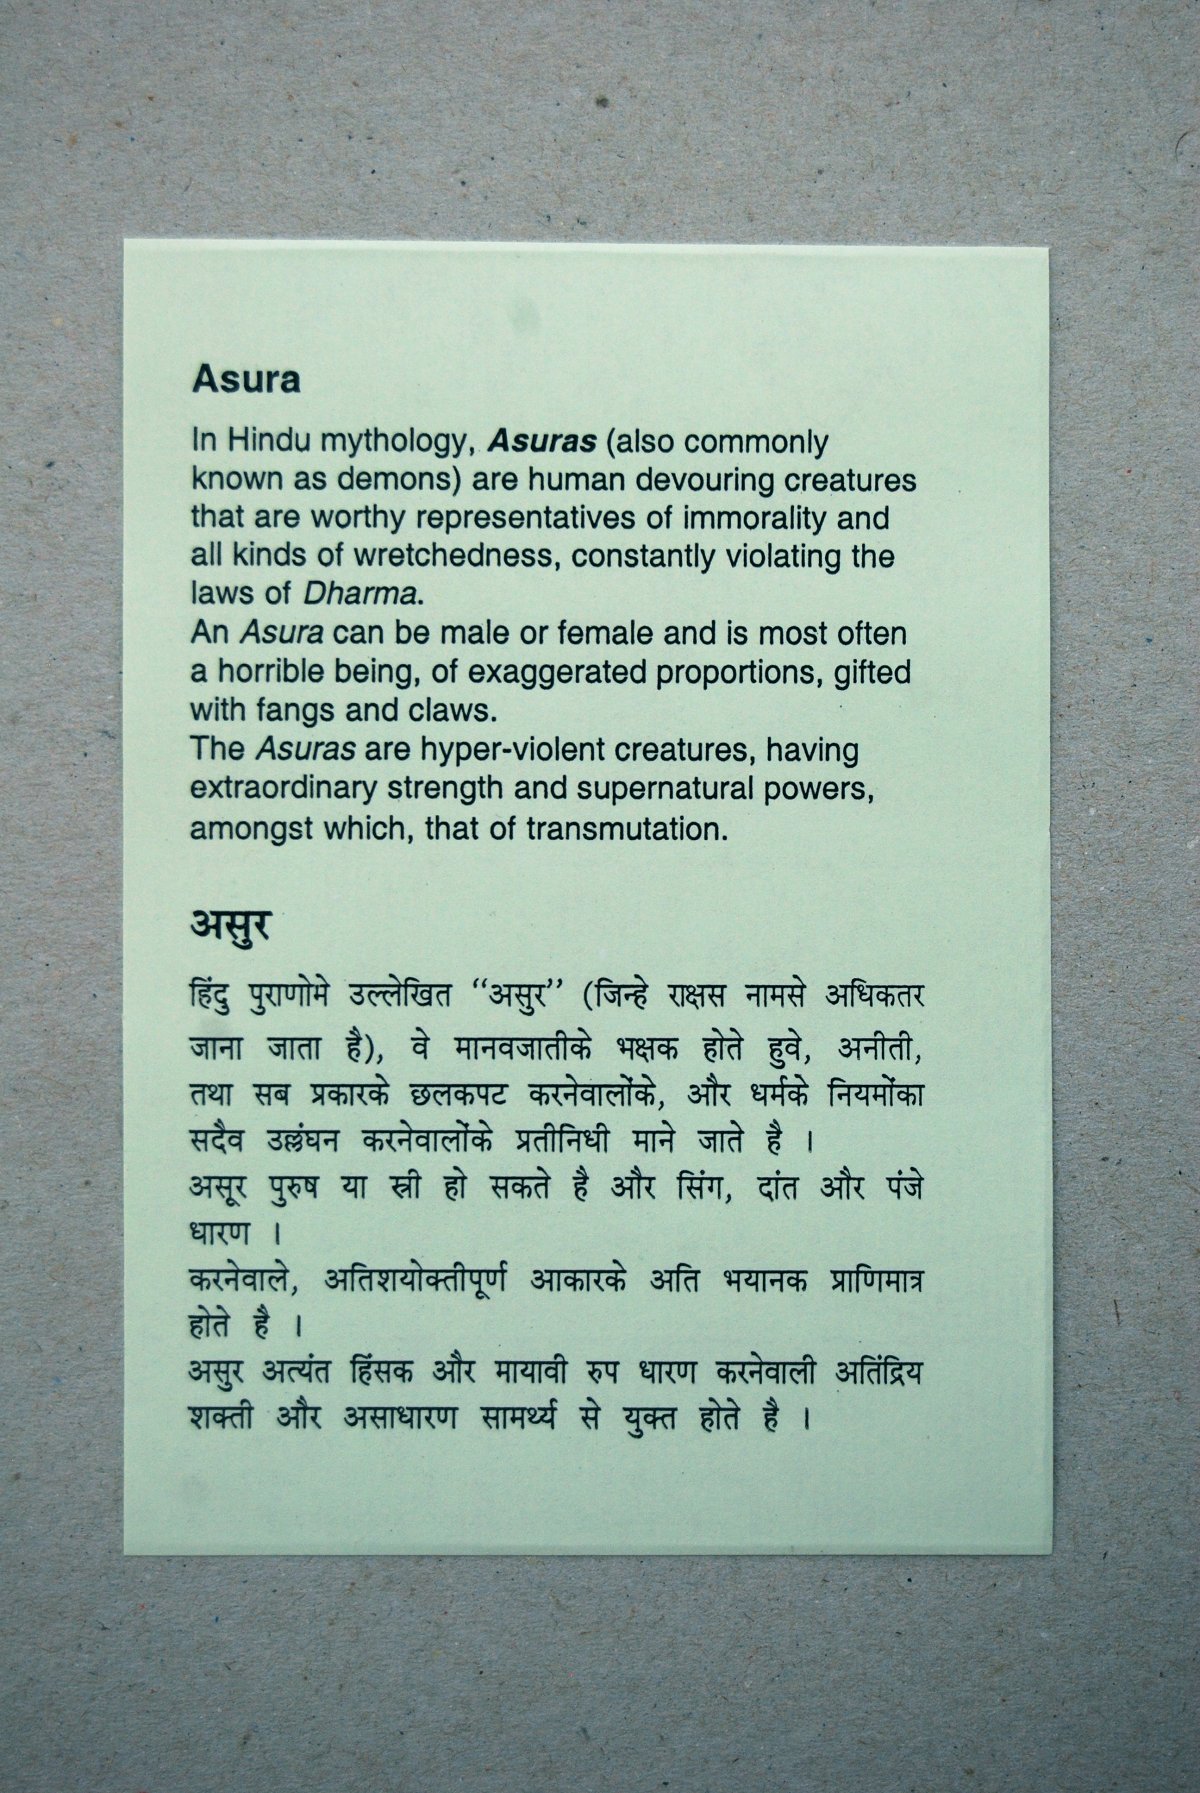 Asura
In Hindu mythology, Asuras (also commonly
known as demons) are human devouring creatures
that are worthy representatives of immorality and
all kinds of wretchedness, constantly violating the
laws of Dharma.
An Asura can be male or female and is most often
a horrible being, of exaggerated proportions, gifted
with fangs and claws.
The Asuras are hyper-violent creatures, having
extraordinary strength and supernatural powers,
amongst which, that of transmutation.
असुर
हिंदु पुराणोमे उल्लेखित “असुर” (जिन्हे राक्षस नामसे अधिकतर
जाना जाता है), वे मानवजातीके भक्षक होते हुवे, अनीती,
तथा सब प्रकारके छलकपट करनेवालोंके, और धर्मके नियमोंका
सदैव उल्लंघन करनेवालोंके प्रतीनिधी माने जाते है ।
असूर पुरुष या स्री हो सकते है और सिंग, दांत और पंजे
धारण ।
करनेवाले, अतिशयोक्तीपूर्ण आकारके अति भयानक प्राणिमात्र
होते है ।
असुर अत्यंत हिंसक और मायावी रुप धारण करनेवाली अतिंद्रिय
शक्ती और असाधारण सामर्थ्य से युक्त होते है ।